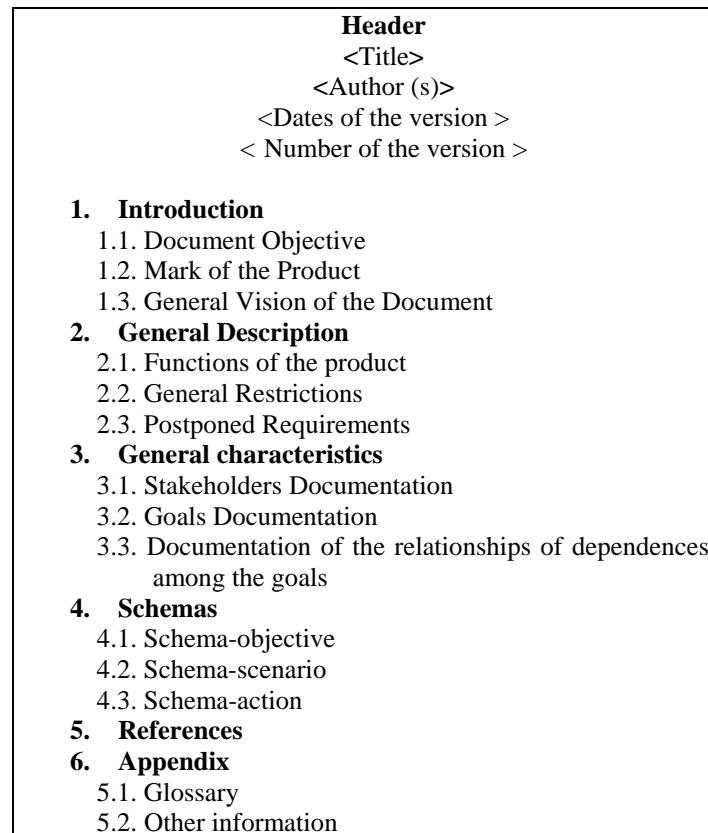 Header
<Title>
<Author (s)>
<Dates of the version >
< Number of the version >
1. Introduction
1.1. Document Objective
1.2. Mark of the Product
1.3. General Vision of the Document
2. General Description
2.1. Functions of the product
2.2. General Restrictions
2.3. Postponed Requirements
3. General characteristics
3.1. Stakeholders Documentation
3.2. Goals Documentation
3.3. Documentation of the relationships of dependences
among the goals
4. Schemas
4.1. Schema-objective
4.2. Schema-scenario
4.3. Schema-action
5. References
6. Appendix
5.1. Glossary
5.2. Other information